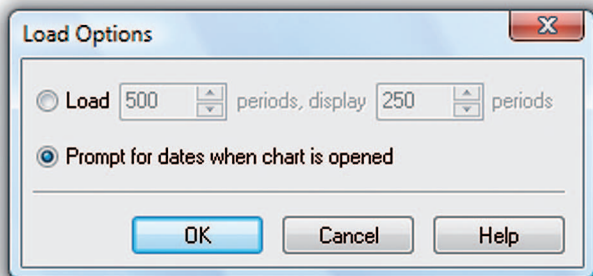 Load Options
Load 500 periods, display 250 periods
Prompt for dates when chart is opened
OK Cancel Help